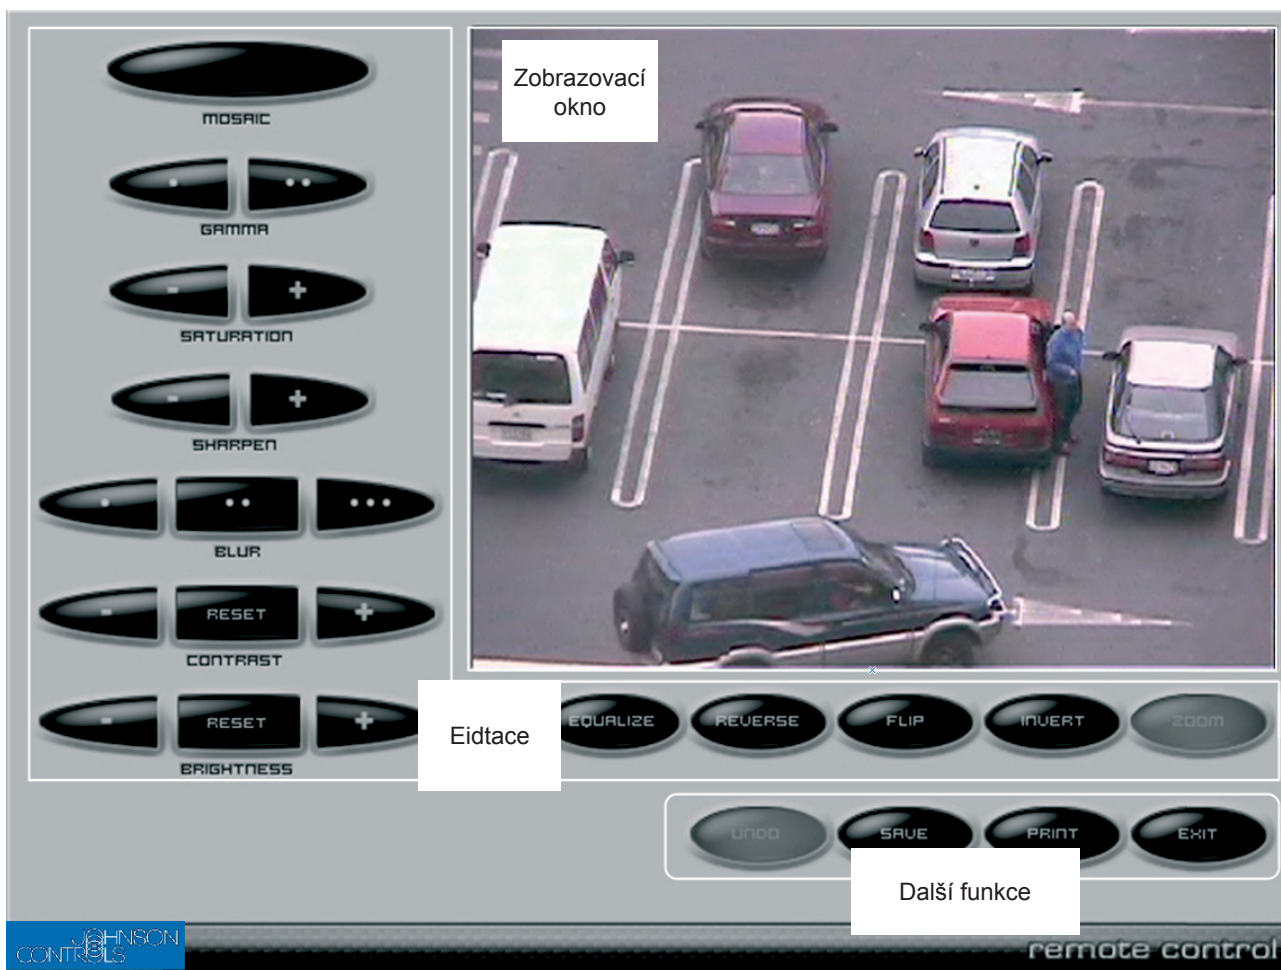 MOSAIC
GAMMA
-
+
SATURATION
-
+
SHARPEN
BLUR
-
RESET
+
CONTRAST
-
RESET
+
BRIGHTNESS
Zobrazovací
okno
Eidtace
EQUALIZE
REVERSE
FLIP
INVERT
ZOOM
UNDO
SAVE
PRINT
EXIT
Další funkce
JOHNSON
CONTROLS
remote control